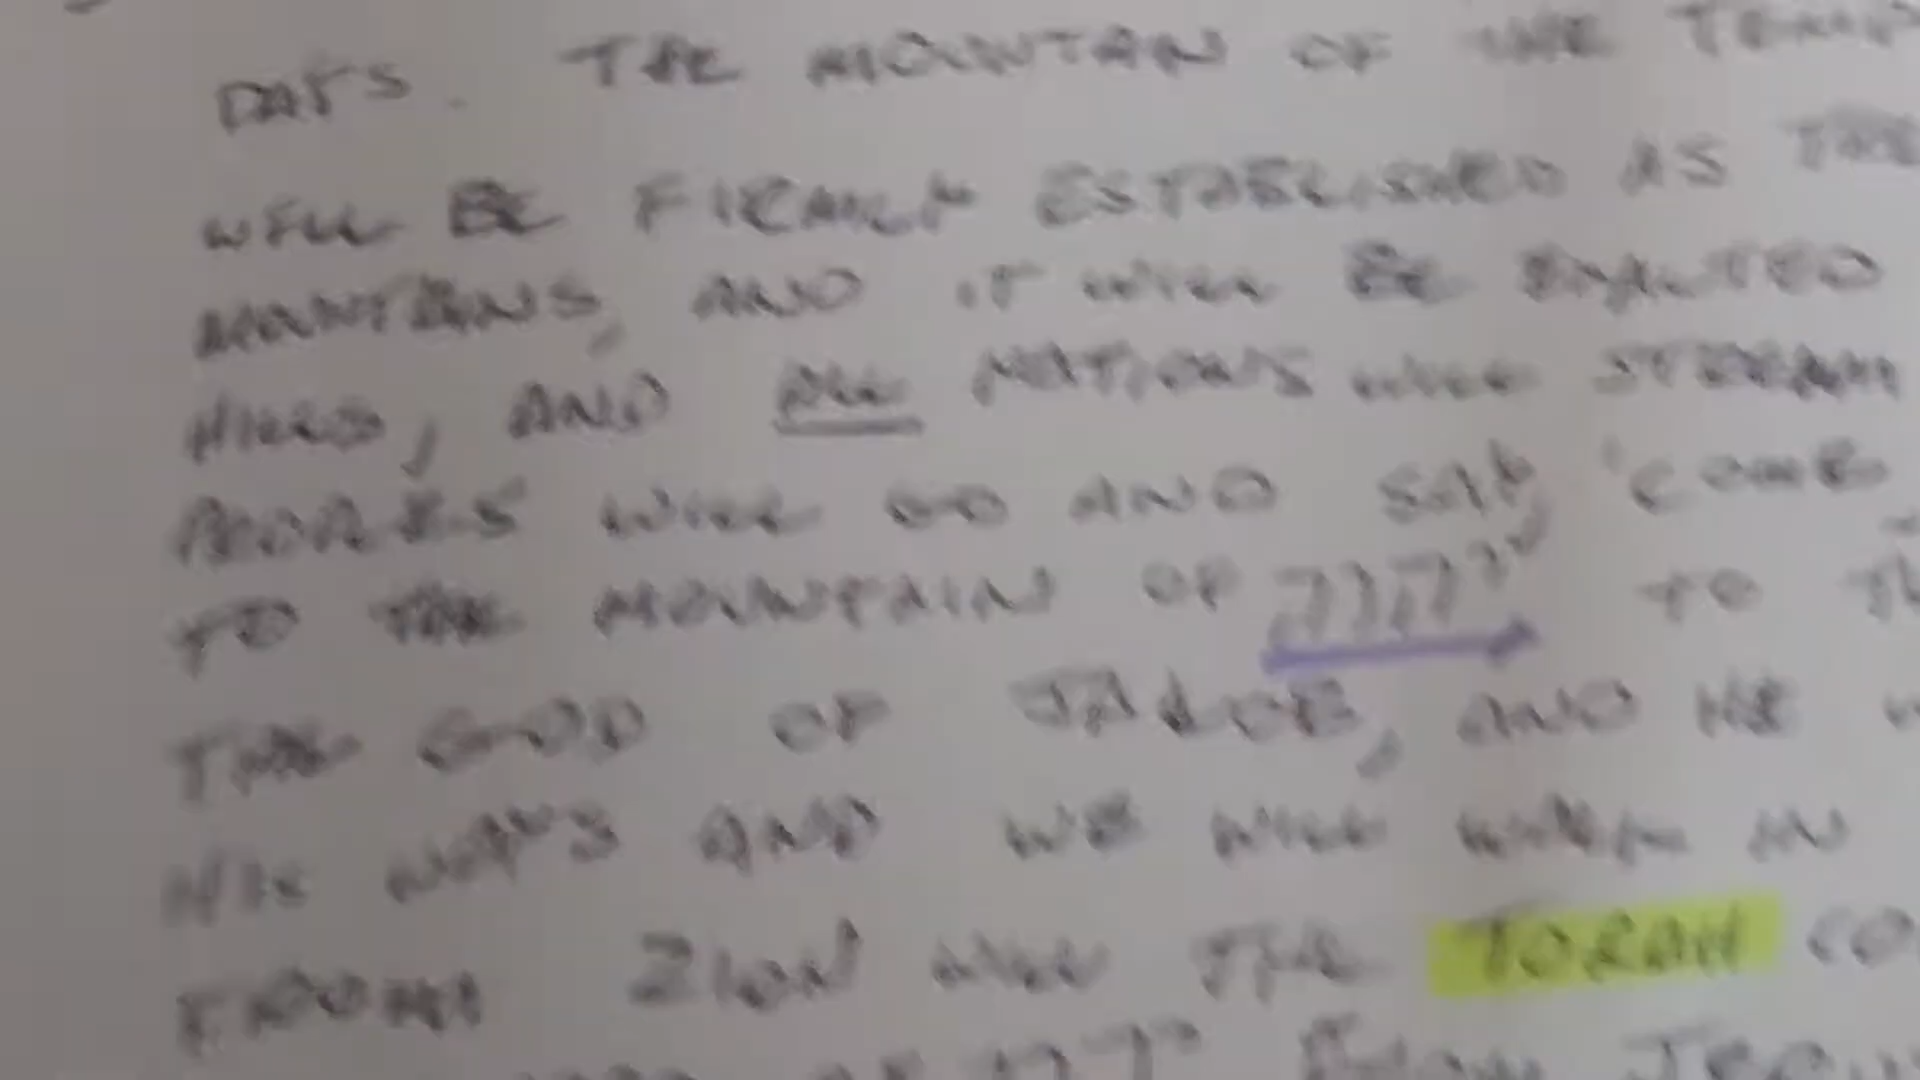 DAYS. THE MOUNTAIN OF THE
WILL BE FIRMLY ESTABLISHED AS THE
MOUNTAINS, AND IT WILL BE EXALTED
HILLS, AND ALL NATIONS WILL STREAM
PEOPLES WILL GO AND SAY, 'COME
TO THE MOUNTAIN OF יהוה TO
THE GOD OF JACOB, AND HE
HIS WAYS AND WE WILL WALK IN
FROM ZION WILL THE TORAH
FROM